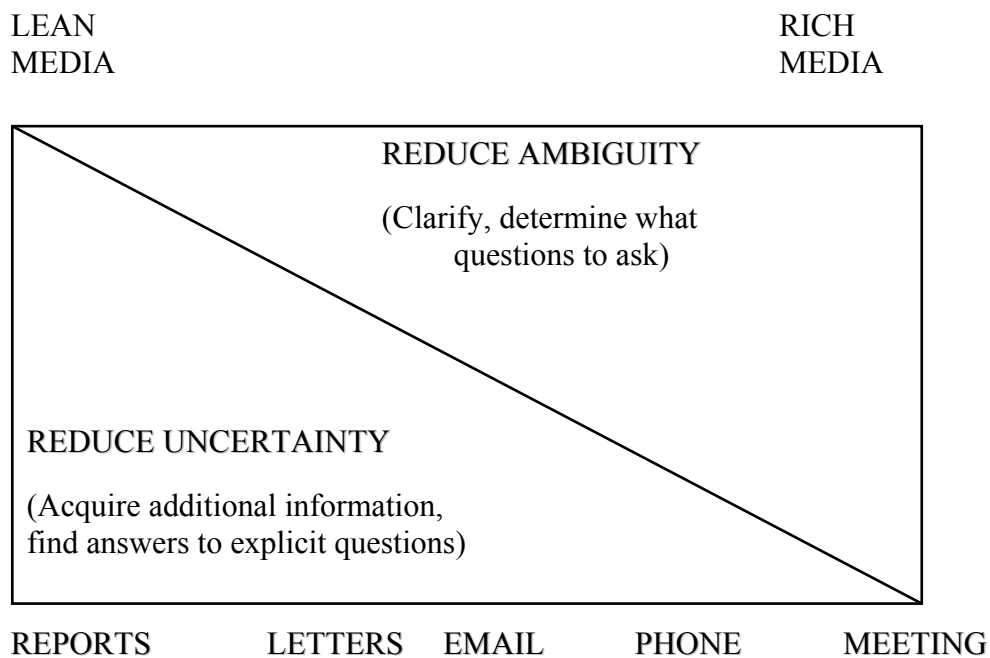 LEAN
MEDIA
RICH
MEDIA
REDUCE AMBIGUITY
(Clarify, determine what
questions to ask)
REDUCE UNCERTAINTY
(Acquire additional information,
find answers to explicit questions)
REPORTS LETTERS EMAIL PHONE MEETING